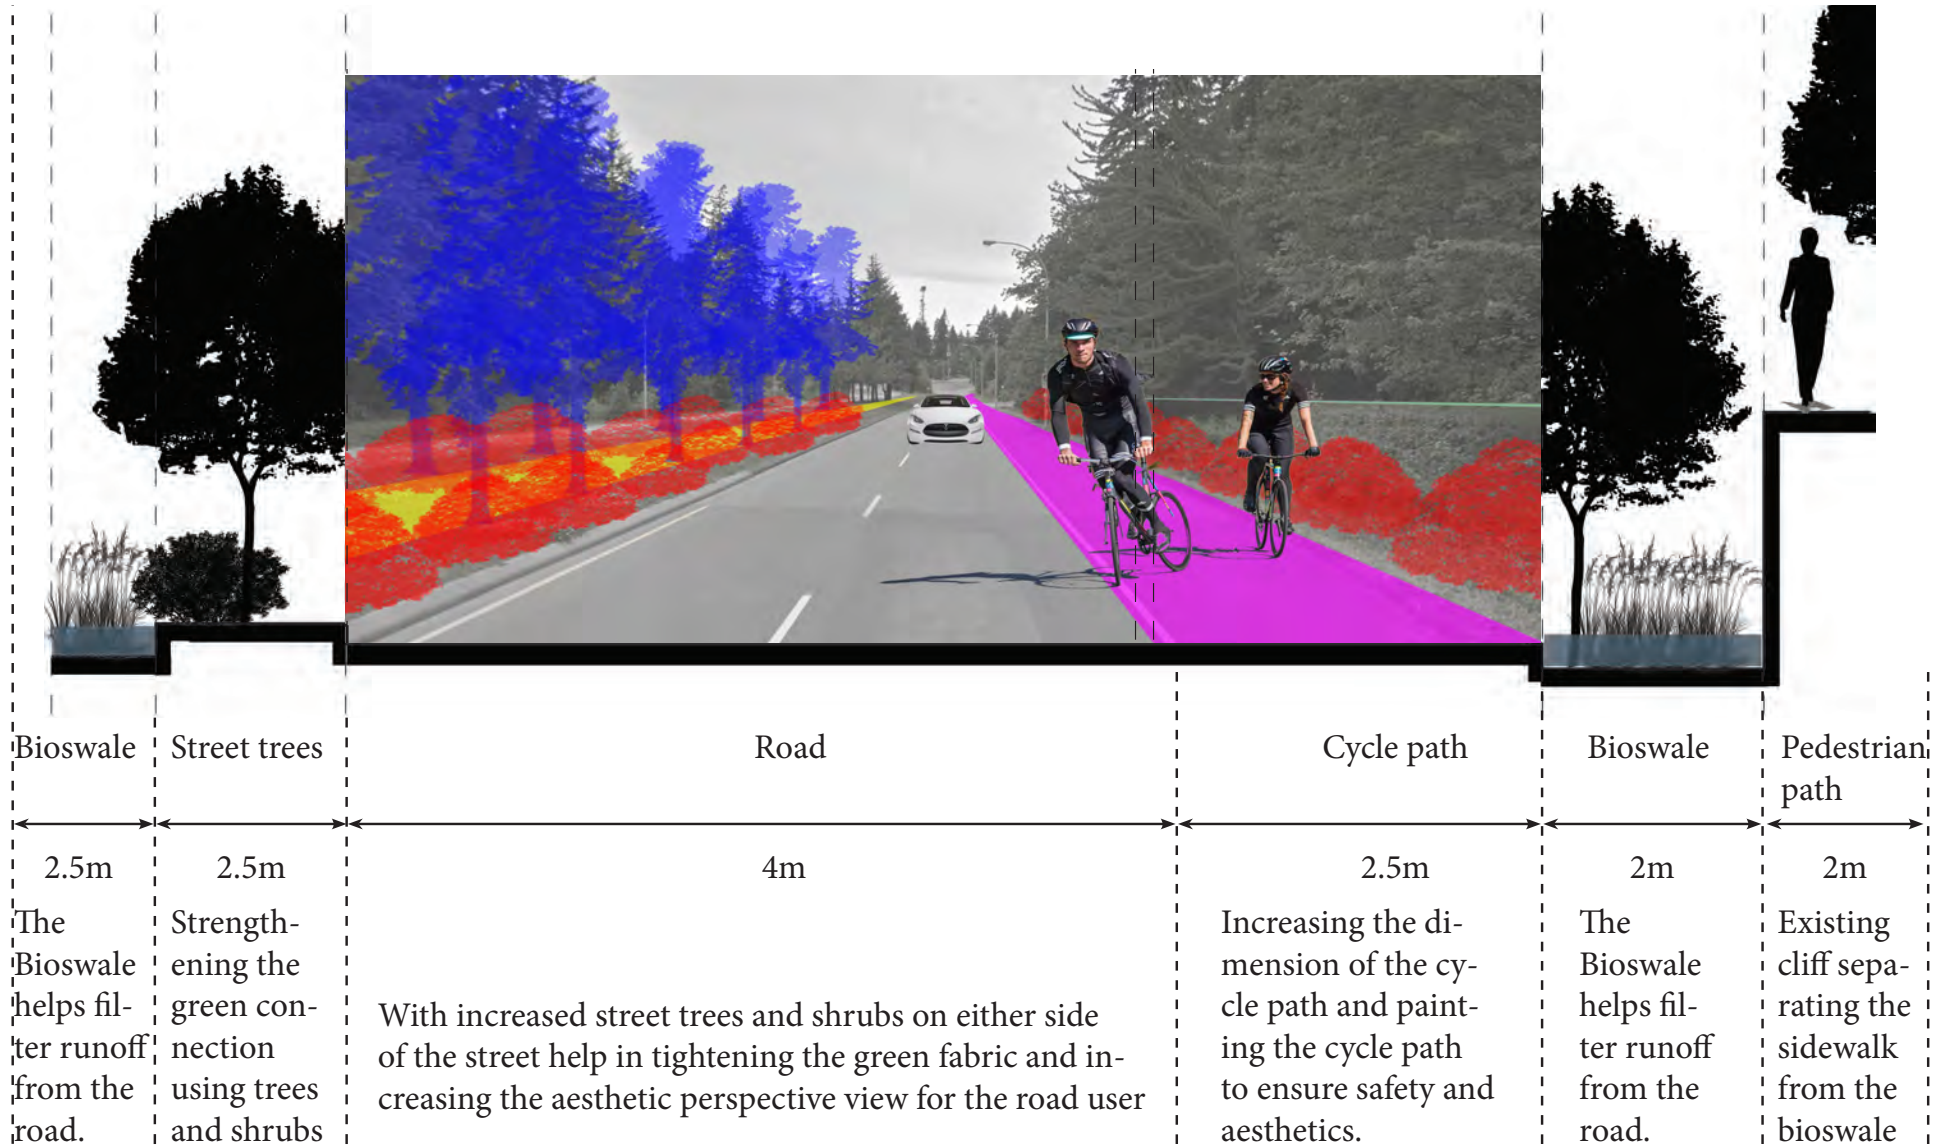 Bioswale
Street trees
Road
Cycle path
Bioswale
Pedestrian
path
2.5m
2.5m
4m
2.5m
2m
2m
The
Bioswale
helps fil-
ter runoff
from the
road.
Strength-
ening the
green con-
nection
using trees
and shrubs
With increased street trees and shrubs on either side
of the street help in tightening the green fabric and in-
creasing the aesthetic perspective view for the road user
Increasing the di-
mension of the cy-
cle path and paint-
ing the cycle path
to ensure safety and
aesthetics.
The
Bioswale
helps fil-
ter runoff
from the
road.
Existing
cliff sepa-
rating the
sidewalk
from the
bioswale